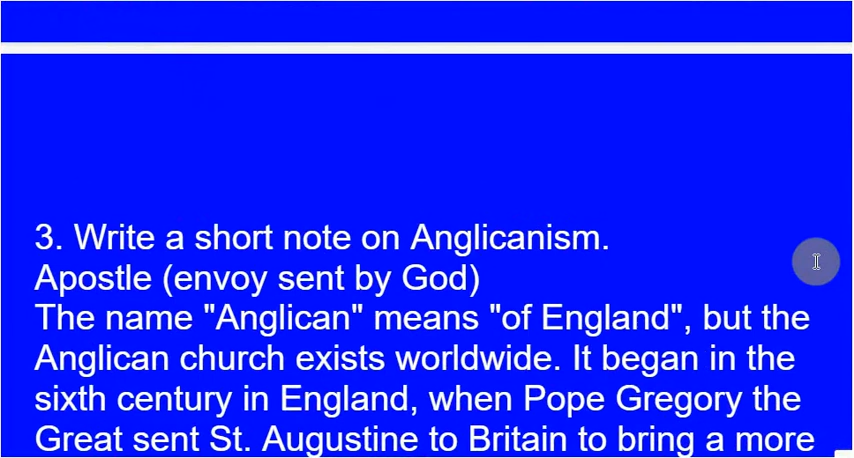 3. Write a short note on Anglicanism.
Apostle (envoy sent by God)
The name "Anglican" means "of England", but the
Anglican church exists worldwide. It began in the
sixth century in England, when Pope Gregory the
Great sent St. Augustine to Britain to bring a more